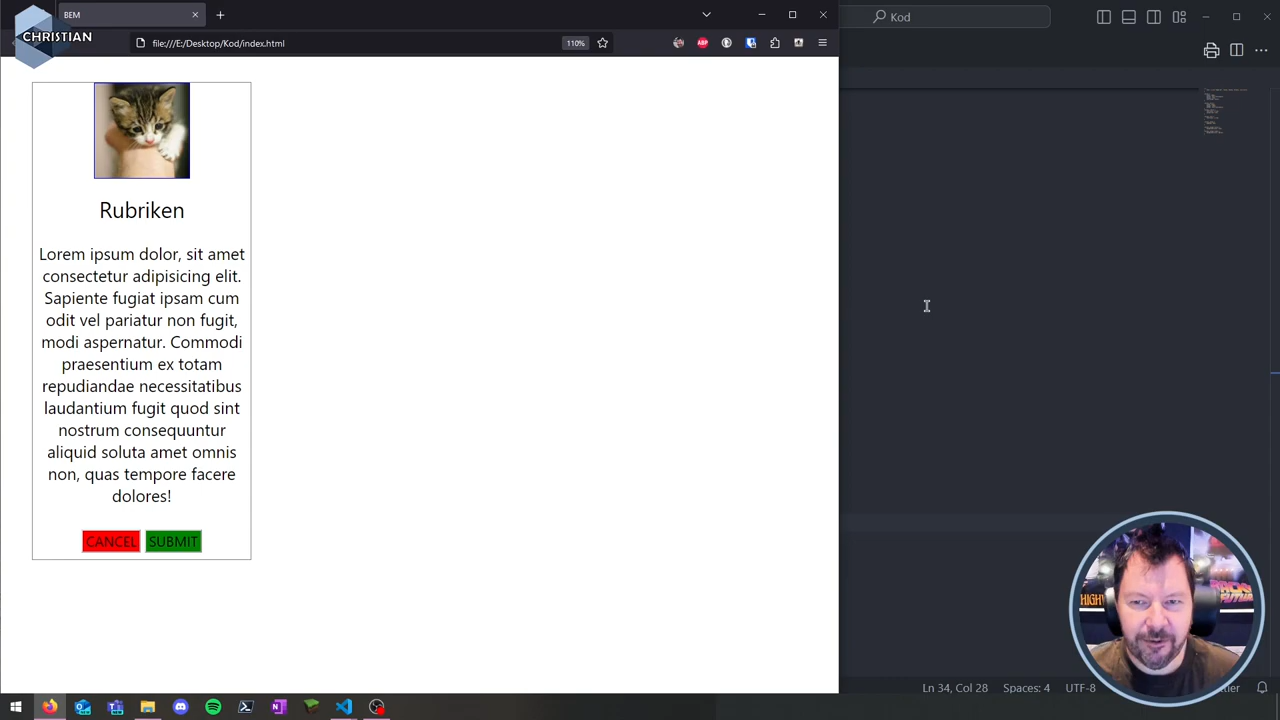 BEM
CHRISTIAN
file:///E:/Desktop/Kod/index.html
110%
ABP
Kod
Rubriken
Lorem ipsum dolor, sit amet
consectetur adipisicing elit.
Sapiente fugiat ipsam cum
odit vel pariatur non fugit,
modi aspernatur. Commodi
praesentium ex totam
repudiandae necessitatibus
laudantium fugit quod sint
nostrum consequuntur
aliquid soluta amet omnis
non, quas tempore facere
dolores!
CANCEL SUBMIT
Ln 34, Col 28 Spaces: 4 UTF-8